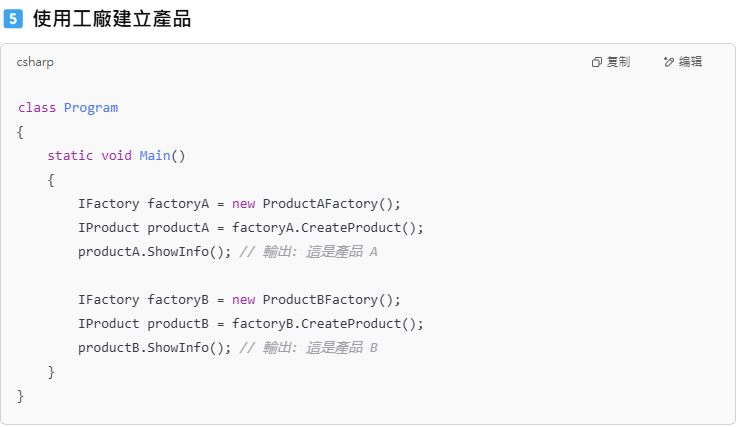 5 使用工廠建立產品
csharp 复制 编辑
class Program
{
    static void Main()
    {
        IFactory factoryA = new ProductAFactory();
        IProduct productA = factoryA.CreateProduct();
        productA.ShowInfo(); // 輸出: 這是產品 A

        IFactory factoryB = new ProductBFactory();
        IProduct productB = factoryB.CreateProduct();
        productB.ShowInfo(); // 輸出: 這是產品 B
    }
}